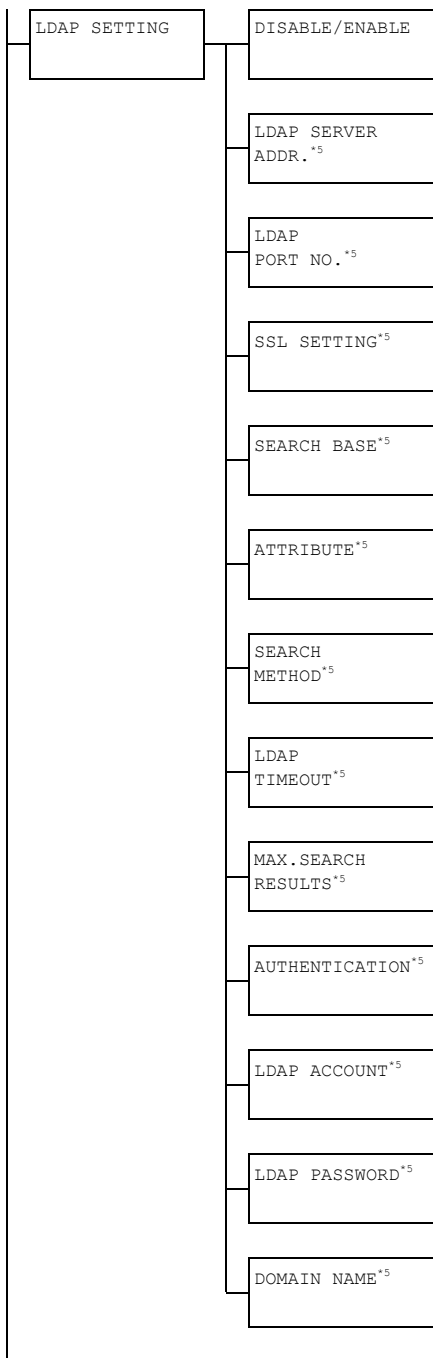 LDAP SETTING
DISABLE/ENABLE
LDAP SERVER
ADDR.*5
LDAP
PORT NO.*5
SSL SETTING*5
SEARCH BASE*5
ATTRIBUTE*5
SEARCH
METHOD*5
LDAP
TIMEOUT*5
MAX.SEARCH
RESULTS*5
AUTHENTICATION*5
LDAP ACCOUNT*5
LDAP PASSWORD*5
DOMAIN NAME*5